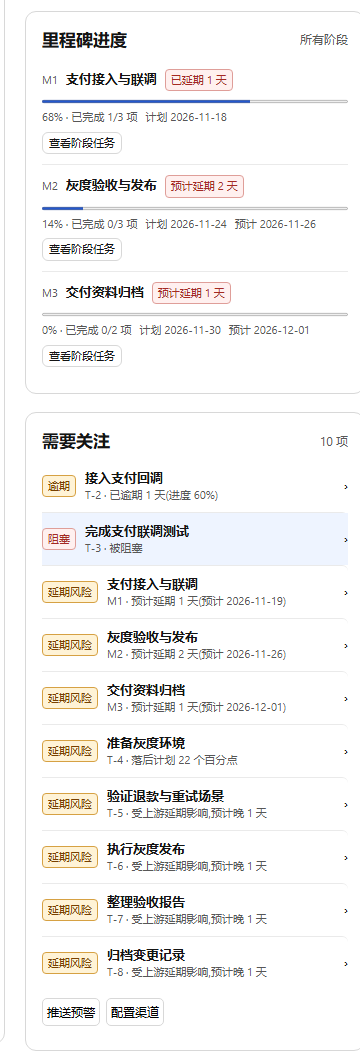 里程碑进度 所有阶段
M1 支付接入与联调 已延期 1 天
68% · 已完成 1/3 项 计划 2026-11-18
查看阶段任务
M2 灰度验收与发布 预计延期 2 天
14% · 已完成 0/3 项 计划 2026-11-24 预计 2026-11-26
查看阶段任务
M3 交付资料归档 预计延期 1 天
0% · 已完成 0/2 项 计划 2026-11-30 预计 2026-12-01
查看阶段任务
需要关注 10 项
逾期 接入支付回调 ›
T-2 · 已逾期 1 天(进度 60%)
阻塞 完成支付联调测试 ›
T-3 · 被阻塞
延期风险 支付接入与联调 ›
M1 · 预计延期 1 天(预计 2026-11-19)
延期风险 灰度验收与发布 ›
M2 · 预计延期 2 天(预计 2026-11-26)
延期风险 交付资料归档 ›
M3 · 预计延期 1 天(预计 2026-12-01)
延期风险 准备灰度环境 ›
T-4 · 落后计划 22 个百分点
延期风险 验证退款与重试场景 ›
T-5 · 受上游延期影响,预计晚 1 天
延期风险 执行灰度发布 ›
T-6 · 受上游延期影响,预计晚 1 天
延期风险 整理验收报告 ›
T-7 · 受上游延期影响,预计晚 1 天
延期风险 归档变更记录 ›
T-8 · 受上游延期影响,预计晚 1 天
推送预警 配置渠道